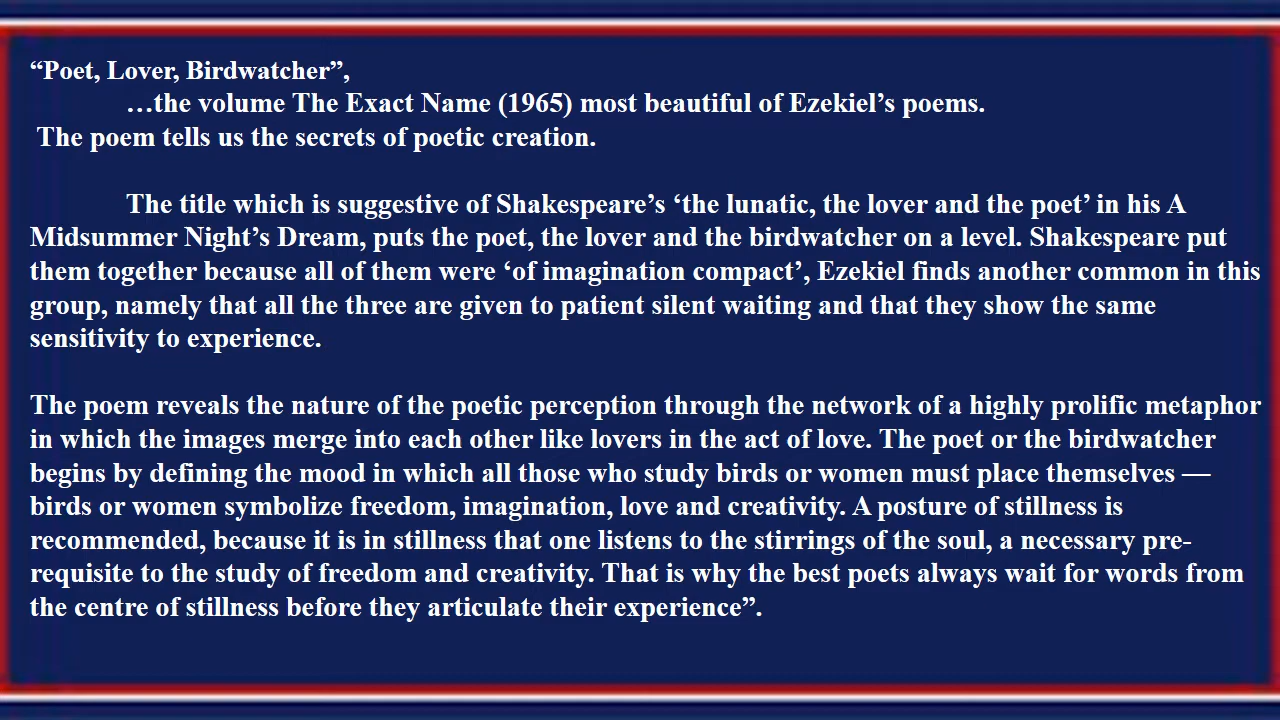 “Poet, Lover, Birdwatcher”,
…the volume The Exact Name (1965) most beautiful of Ezekiel’s poems.
The poem tells us the secrets of poetic creation.
The title which is suggestive of Shakespeare’s ‘the lunatic, the lover and the poet’ in his A
Midsummer Night’s Dream, puts the poet, the lover and the birdwatcher on a level. Shakespeare put
them together because all of them were ‘of imagination compact’, Ezekiel finds another common in this
group, namely that all the three are given to patient silent waiting and that they show the same
sensitivity to experience.
The poem reveals the nature of the poetic perception through the network of a highly prolific metaphor
in which the images merge into each other like lovers in the act of love. The poet or the birdwatcher
begins by defining the mood in which all those who study birds or women must place themselves —
birds or women symbolize freedom, imagination, love and creativity. A posture of stillness is
recommended, because it is in stillness that one listens to the stirrings of the soul, a necessary pre-
requisite to the study of freedom and creativity. That is why the best poets always wait for words from
the centre of stillness before they articulate their experience”.